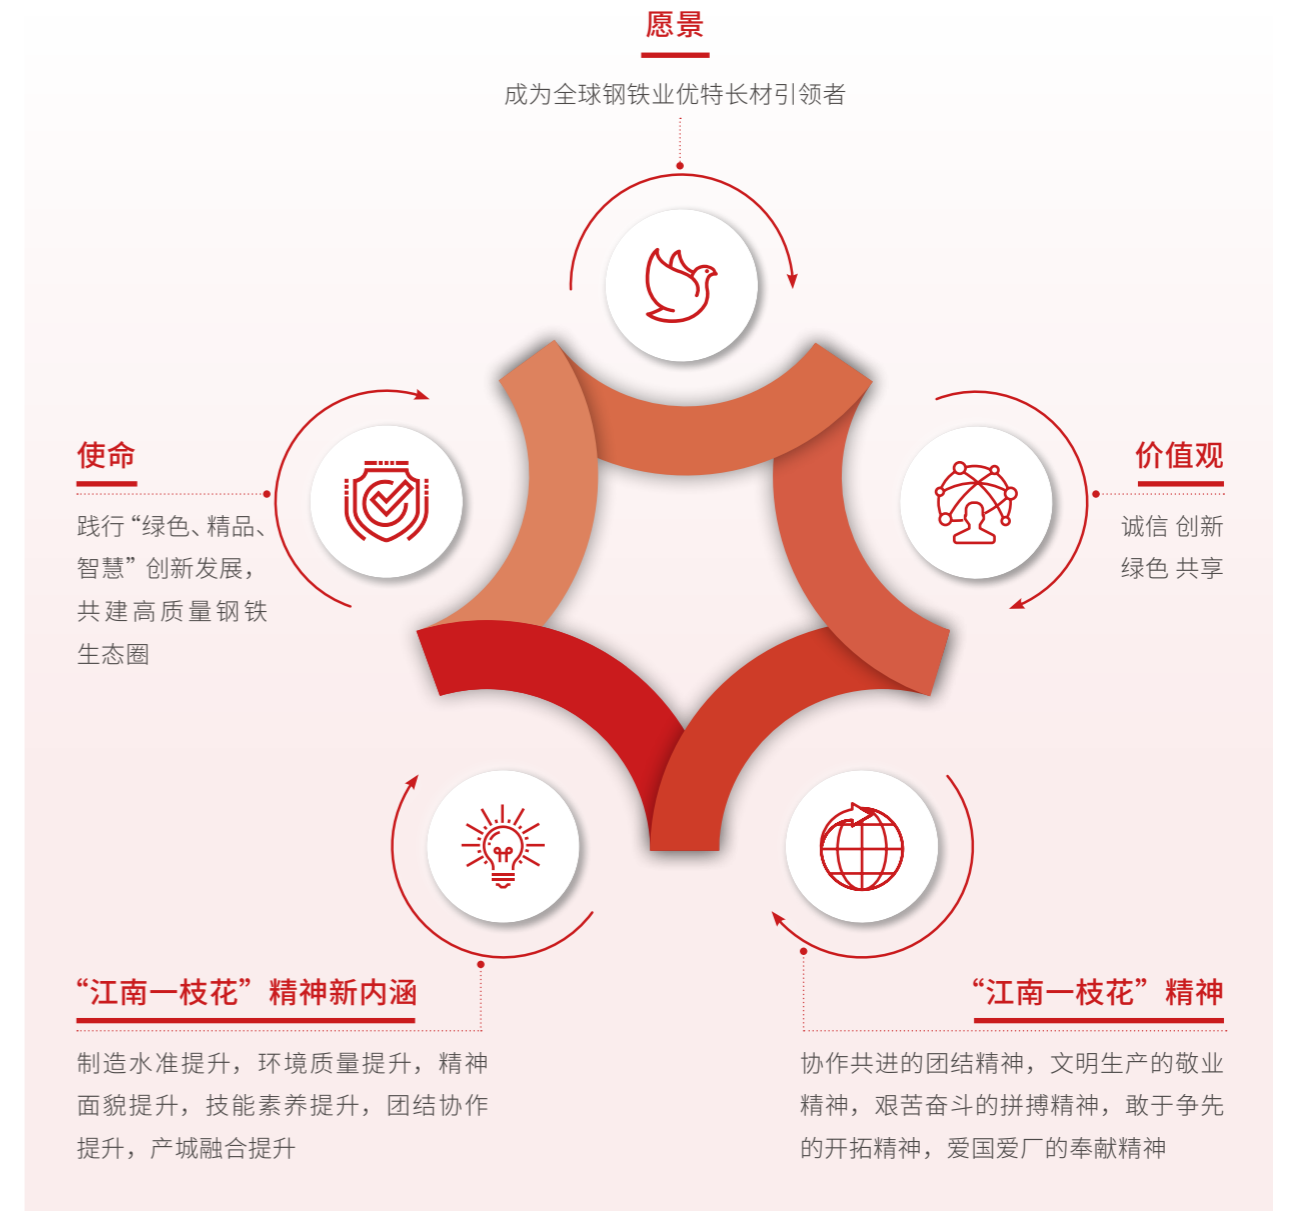 愿景
成为全球钢铁业优特长材引领者
使命
践行“绿色、精品、
智慧”创新发展，
共建高质量钢铁
生态圈
价值观
诚信 创新
绿色 共享
“江南一枝花”精神新内涵
制造水准提升，环境质量提升，精神
面貌提升，技能素养提升，团结协作
提升，产城融合提升
“江南一枝花”精神
协作共进的团结精神，文明生产的敬业
精神，艰苦奋斗的拼搏精神，敢于争先
的开拓精神，爱国爱厂的奉献精神